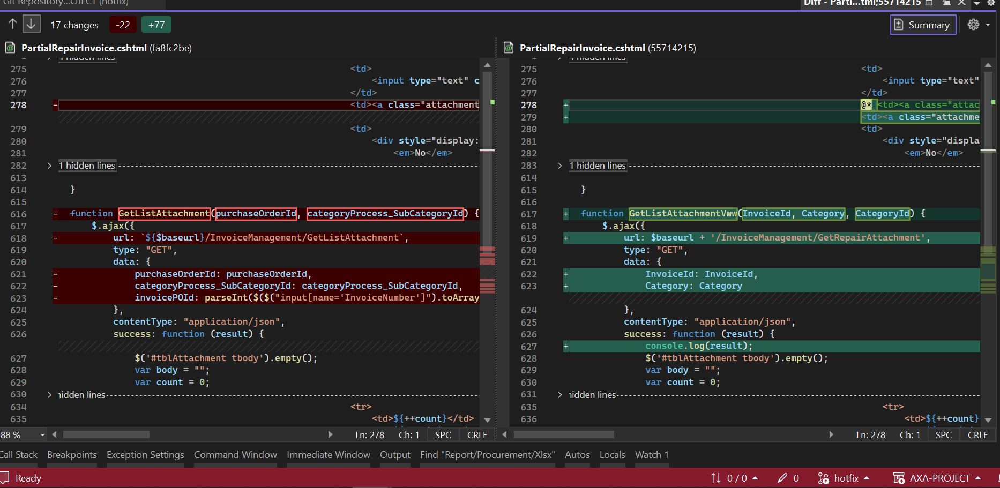 Git Repository...OJECT (hotfix)
Diff - Parti...tml;55714215
17 changes -22 +77
Summary
PartialRepairInvoice.cshtml (fa8fc2be)
4 hidden lines
275 <td>
276 <input type="text" c
277 </td>
278 - <td><a class="attachment
279 <td>
280 <div style="display:
281 <em>No</em>
282 1 hidden lines
613
614 }
615
616 - function GetListAttachment(purchaseOrderId, categoryProcess_SubCategoryId) {
617 $.ajax({
618 - url: `${$baseurl}/InvoiceManagement/GetListAttachment`,
619 type: "GET",
620 data: {
621 - purchaseOrderId: purchaseOrderId,
622 - categoryProcess_SubCategoryId: categoryProcess_SubCategoryId,
623 - invoicePOId: parseInt($($("input[name='InvoiceNumber']").toArray
624 },
625 contentType: "application/json",
626 success: function (result) {
627 $('#tblAttachment tbody').empty();
628 var body = "";
629 var count = 0;
630 hidden lines
634 <tr>
635 <td>${++count}</td>
88 %
Ln: 278 Ch: 1 SPC CRLF
PartialRepairInvoice.cshtml (55714215)
4 hidden lines
275 <td>
276 <input type="text"
277 </td>
278 + @* <td><a class="attac
279 + <td><a class="attachme
280 <td>
281 <div style="displa
282 <em>No</em>
283 1 hidden lines
614
615 }
616
617 + function GetListAttachmentVww(InvoiceId, Category, CategoryId) {
618 $.ajax({
619 + url: $baseurl + '/InvoiceManagement/GetRepairAttachment',
620 type: "GET",
621 data: {
622 + InvoiceId: InvoiceId,
623 + Category: Category
624 },
625 contentType: "application/json",
626 success: function (result) {
627 + console.log(result);
628 $('#tblAttachment tbody').empty();
629 var body = "";
630 var count = 0;
631 hidden lines
635 <tr>
636 <td>${++count}
Ln: 278 Ch: 1 SPC CRLF
Call Stack Breakpoints Exception Settings Command Window Immediate Window Output Find "Report/Procurement/Xlsx" Autos Locals Watch 1
Ready 0 / 0 0 hotfix AXA-PROJECT